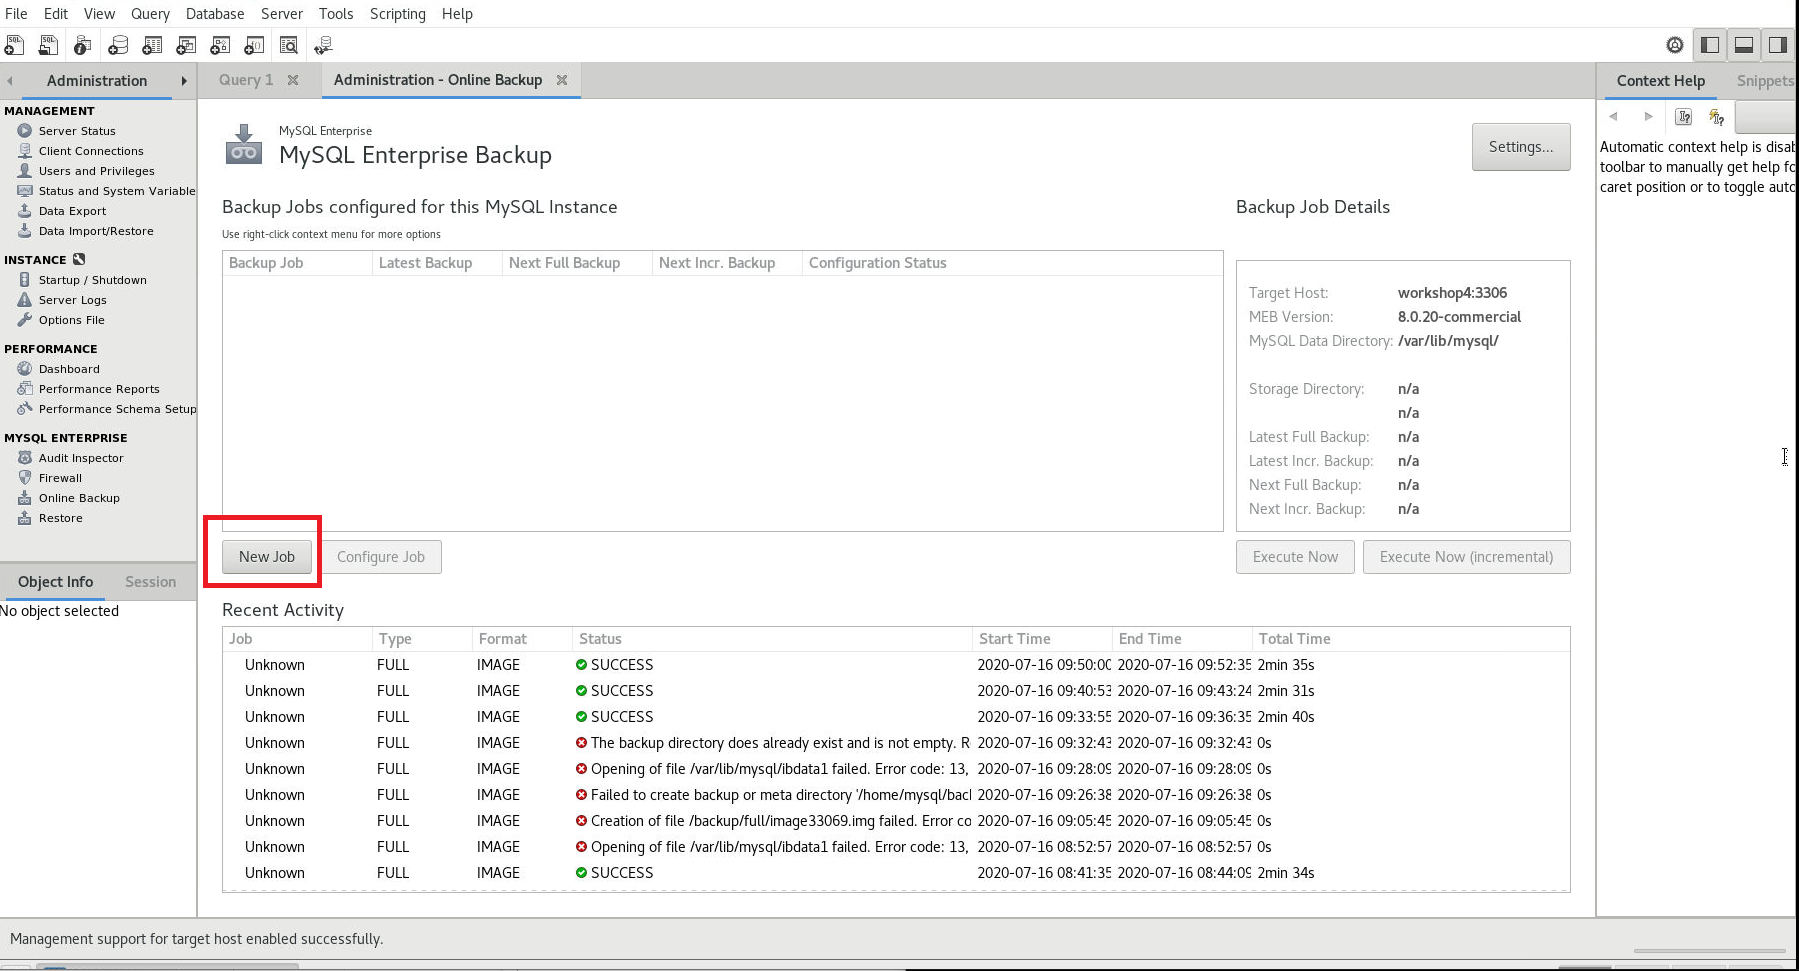 File Edit View Query Database Server Tools Scripting Help
Administration
Query 1
Administration - Online Backup
Context Help
Snippets
MANAGEMENT
Server Status
Client Connections
Users and Privileges
Status and System Variable
Data Export
Data Import/Restore
INSTANCE
Startup / Shutdown
Server Logs
Options File
PERFORMANCE
Dashboard
Performance Reports
Performance Schema Setup
MYSQL ENTERPRISE
Audit Inspector
Firewall
Online Backup
Restore
Object Info
Session
No object selected
MySQL Enterprise
MySQL Enterprise Backup
Settings...
Backup Jobs configured for this MySQL Instance
Use right-click context menu for more options
Backup Job Latest Backup Next Full Backup Next Incr. Backup Configuration Status
New Job
Configure Job
Backup Job Details
Target Host: workshop4:3306
MEB Version: 8.0.20-commercial
MySQL Data Directory: /var/lib/mysql/
Storage Directory: n/a
n/a
Latest Full Backup: n/a
Latest Incr. Backup: n/a
Next Full Backup: n/a
Next Incr. Backup: n/a
Execute Now
Execute Now (incremental)
Recent Activity
Job Type Format Status Start Time End Time Total Time
Unknown FULL IMAGE SUCCESS 2020-07-16 09:50:00 2020-07-16 09:52:35 2min 35s
Unknown FULL IMAGE SUCCESS 2020-07-16 09:40:53 2020-07-16 09:43:24 2min 31s
Unknown FULL IMAGE SUCCESS 2020-07-16 09:33:55 2020-07-16 09:36:35 2min 40s
Unknown FULL IMAGE The backup directory does already exist and is not empty. R 2020-07-16 09:32:43 2020-07-16 09:32:43 0s
Unknown FULL IMAGE Opening of file /var/lib/mysql/ibdata1 failed. Error code: 13, 2020-07-16 09:28:09 2020-07-16 09:28:09 0s
Unknown FULL IMAGE Failed to create backup or meta directory '/home/mysql/bac 2020-07-16 09:26:38 2020-07-16 09:26:38 0s
Unknown FULL IMAGE Creation of file /backup/full/image33069.img failed. Error co 2020-07-16 09:05:45 2020-07-16 09:05:45 0s
Unknown FULL IMAGE Opening of file /var/lib/mysql/ibdata1 failed. Error code: 13, 2020-07-16 08:52:57 2020-07-16 08:52:57 0s
Unknown FULL IMAGE SUCCESS 2020-07-16 08:41:35 2020-07-16 08:44:09 2min 34s
Automatic context help is disab
toolbar to manually get help fo
caret position or to toggle auto
Management support for target host enabled successfully.